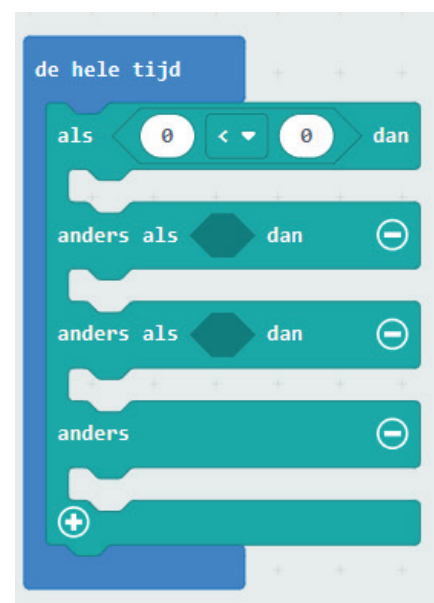 de hele tijd
als 0 < 0 dan
anders als dan
anders als dan
anders